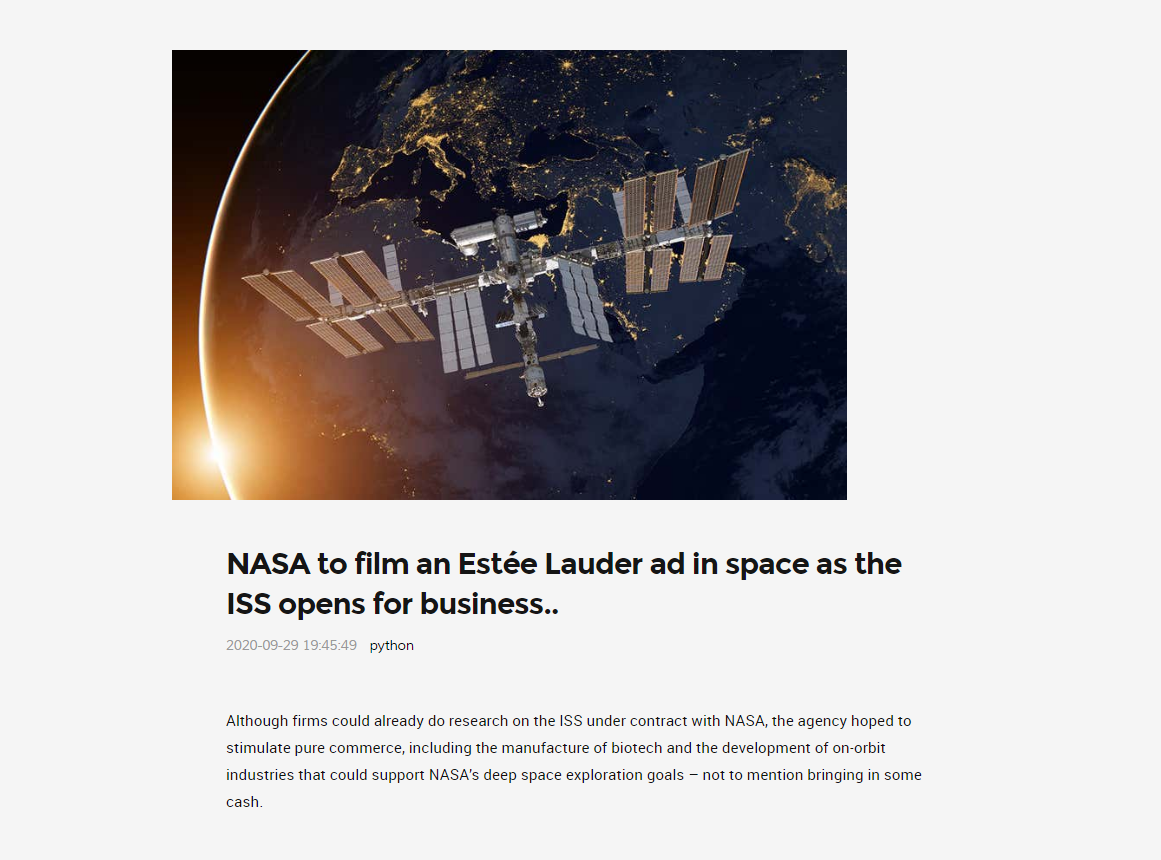 NASA to film an Estée Lauder ad in space as the
ISS opens for business..
2020-09-29 19:45:49 python
Although firms could already do research on the ISS under contract with NASA, the agency hoped to
stimulate pure commerce, including the manufacture of biotech and the development of on-orbit
industries that could support NASA’s deep space exploration goals – not to mention bringing in some
cash.